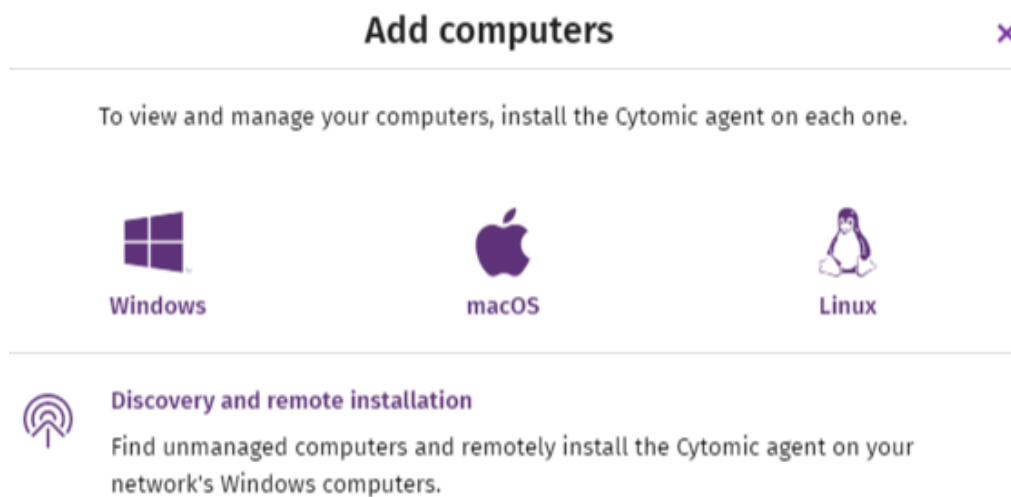 Add computers
To view and manage your computers, install the Cytomic agent on each one.
Windows
macOS
Linux
Discovery and remote installation
Find unmanaged computers and remotely install the Cytomic agent on your
network's Windows computers.